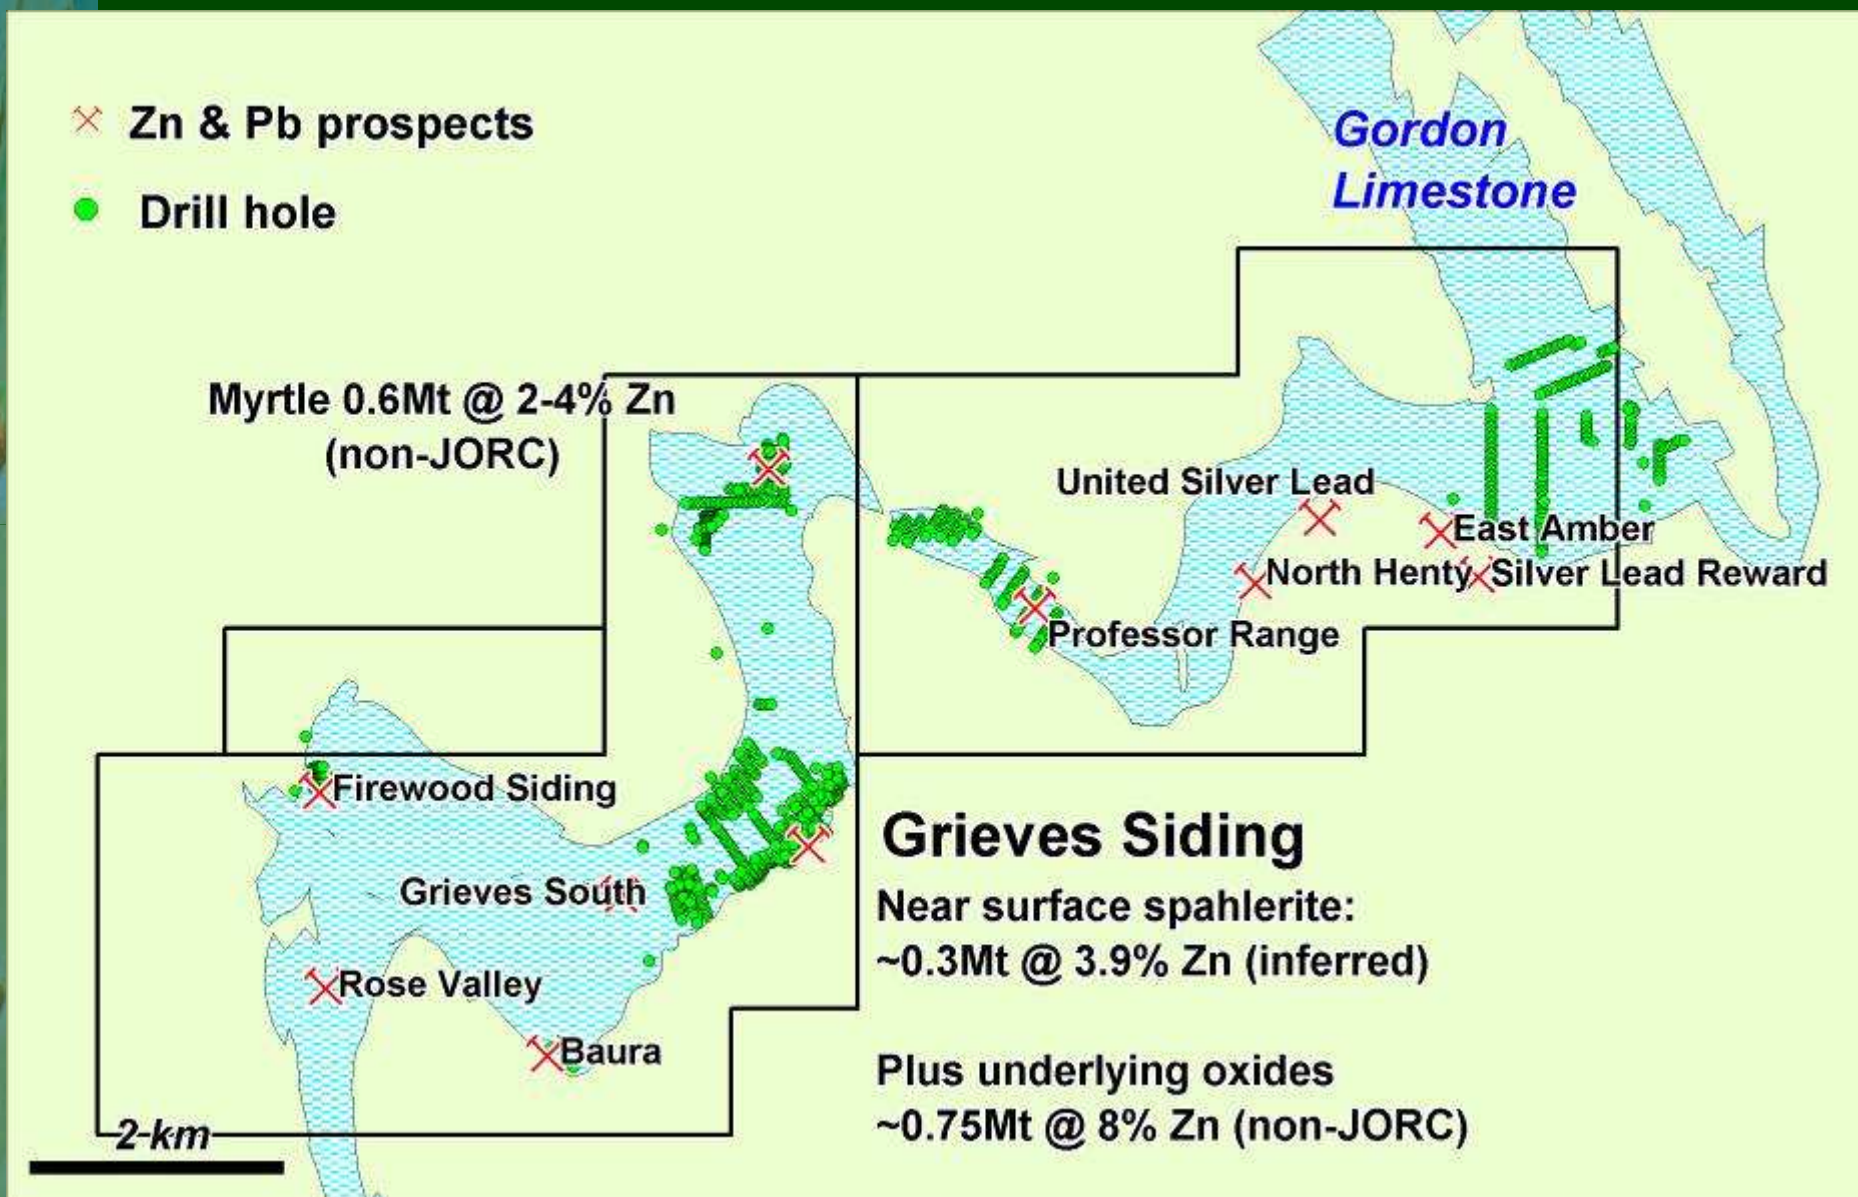 Zn & Pb prospects
Drill hole
Gordon
Limestone
Myrtle 0.6Mt @ 2-4% Zn
(non-JORC)
United Silver Lead
East Amber
North Henty
Silver Lead Reward
Professor Range
Firewood Siding
Grieves Siding
Grieves South
Near surface spahlerite:
~0.3Mt @ 3.9% Zn (inferred)
Rose Valley
Baura
Plus underlying oxides
~0.75Mt @ 8% Zn (non-JORC)
2 km